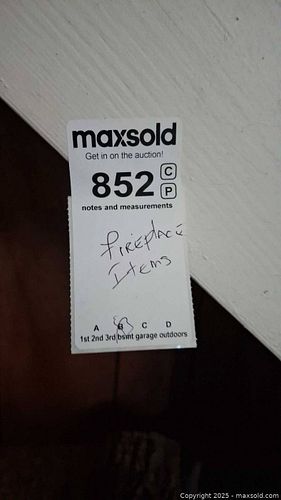 maxsold
Get in on the auction!
852 C
P
notes and measurements
fireplace
Items
A B C D
1st 2nd 3rd bsmt garage outdoors
Copyright 2025 - maxsold.com